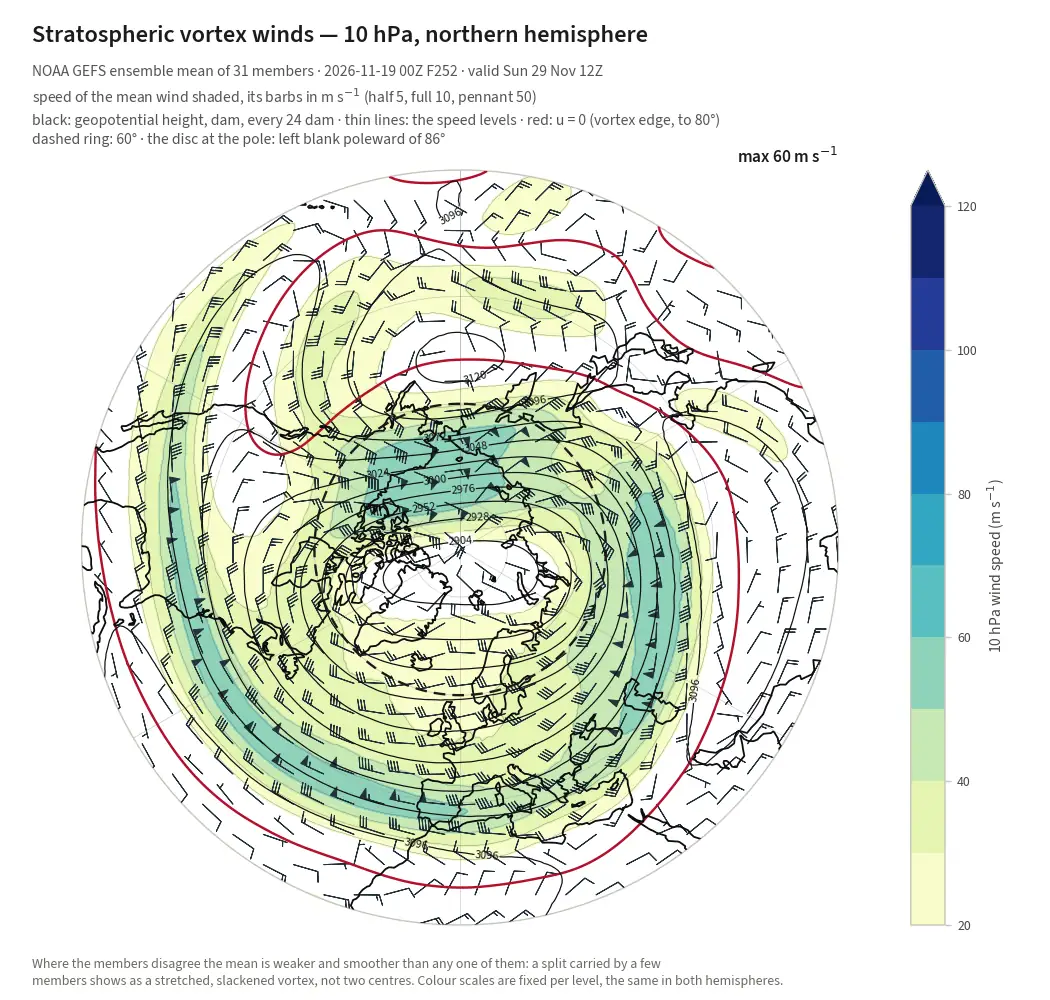 Stratospheric vortex winds — 10 hPa, northern hemisphere
NOAA GEFS ensemble mean of 31 members · 2026-11-19 00Z F252 · valid Sun 29 Nov 12Z
speed of the mean wind shaded, its barbs in m s⁻¹ (half 5, full 10, pennant 50)
black: geopotential height, dam, every 24 dam · thin lines: the speed levels · red: u = 0 (vortex edge, to 80°)
dashed ring: 60° · the disc at the pole: left blank poleward of 86°
max 60 m s⁻¹
120
100
80
60
40
20
10 hPa wind speed (m s⁻¹)
3096
3120
3096
3072
3048
3024
3000
2976
2952
2928
2904
3096
3096
3096
Where the members disagree the mean is weaker and smoother than any one of them: a split carried by a few
members shows as a stretched, slackened vortex, not two centres. Colour scales are fixed per level, the same in both hemispheres.